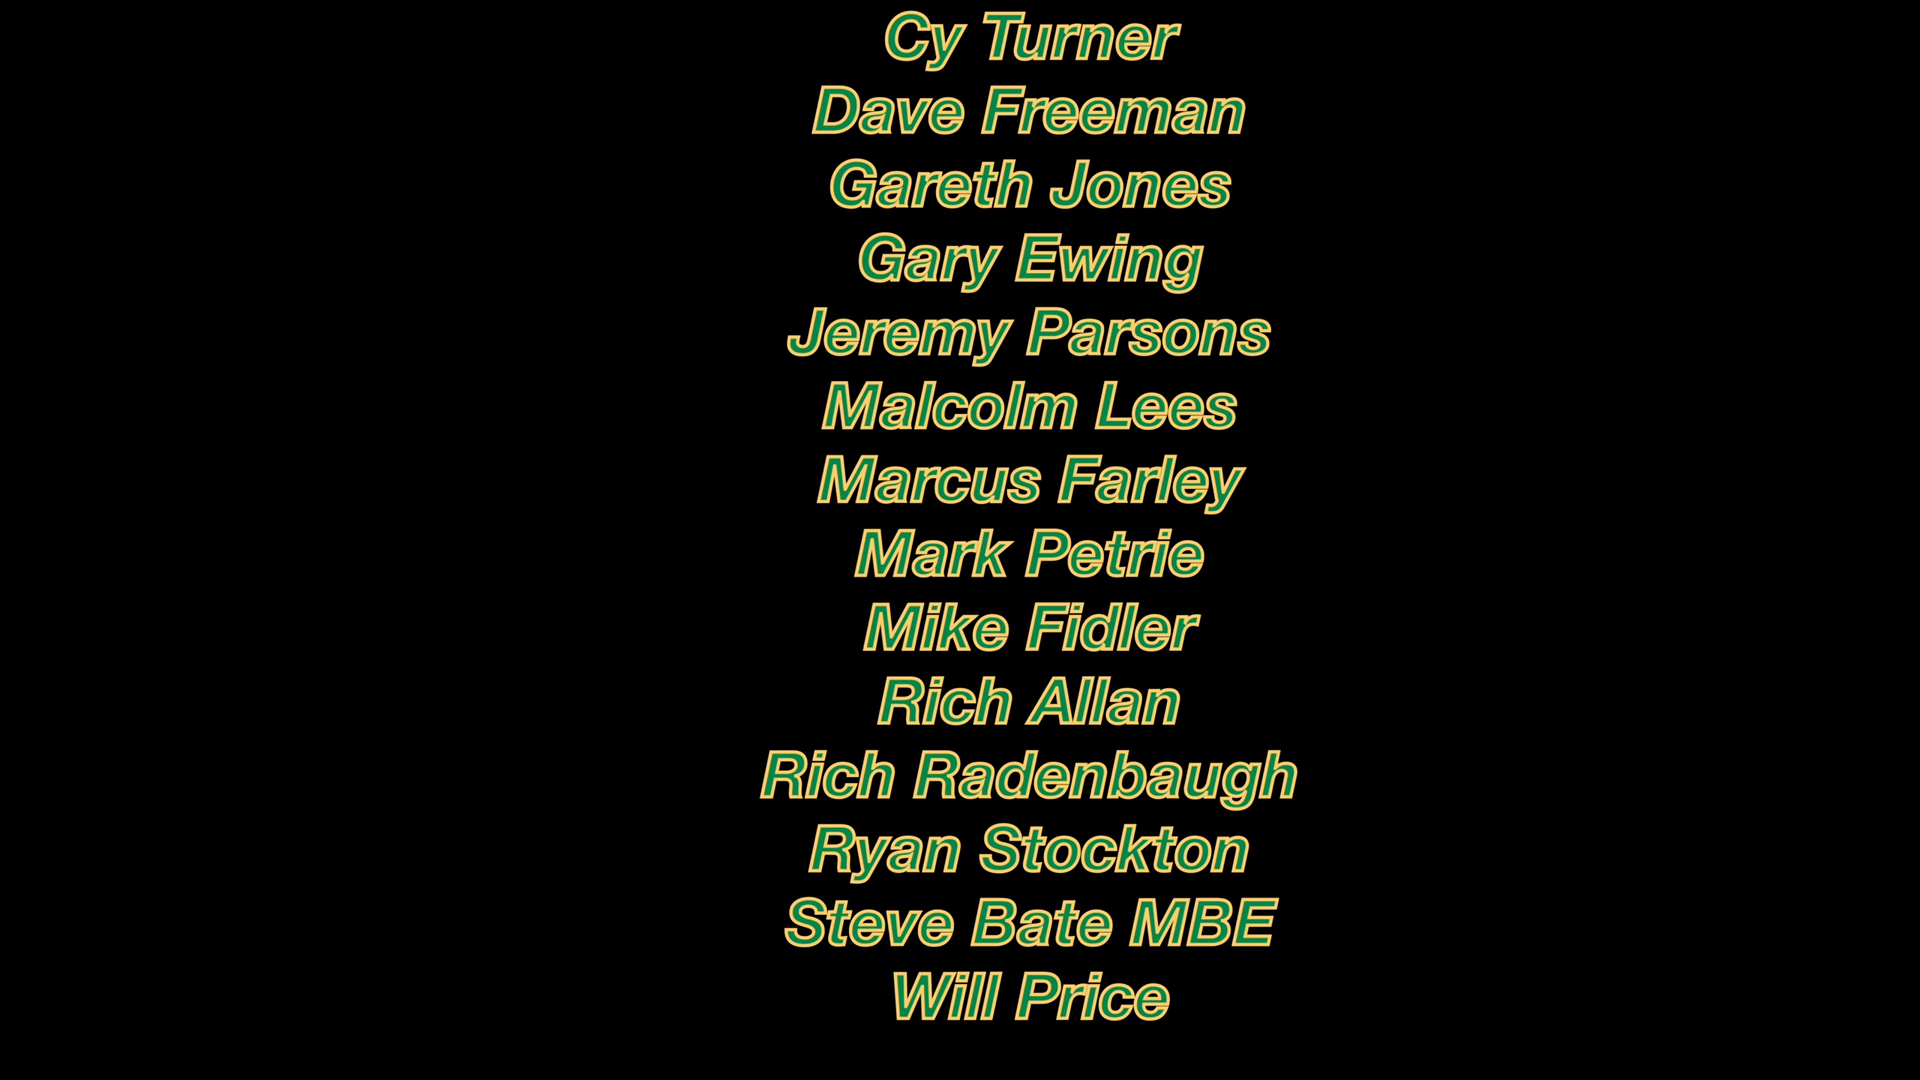 Cy Turner
Dave Freeman
Gareth Jones
Gary Ewing
Jeremy Parsons
Malcolm Lees
Marcus Farley
Mark Petrie
Mike Fidler
Rich Allan
Rich Radenbaugh
Ryan Stockton
Steve Bate MBE
Will Price